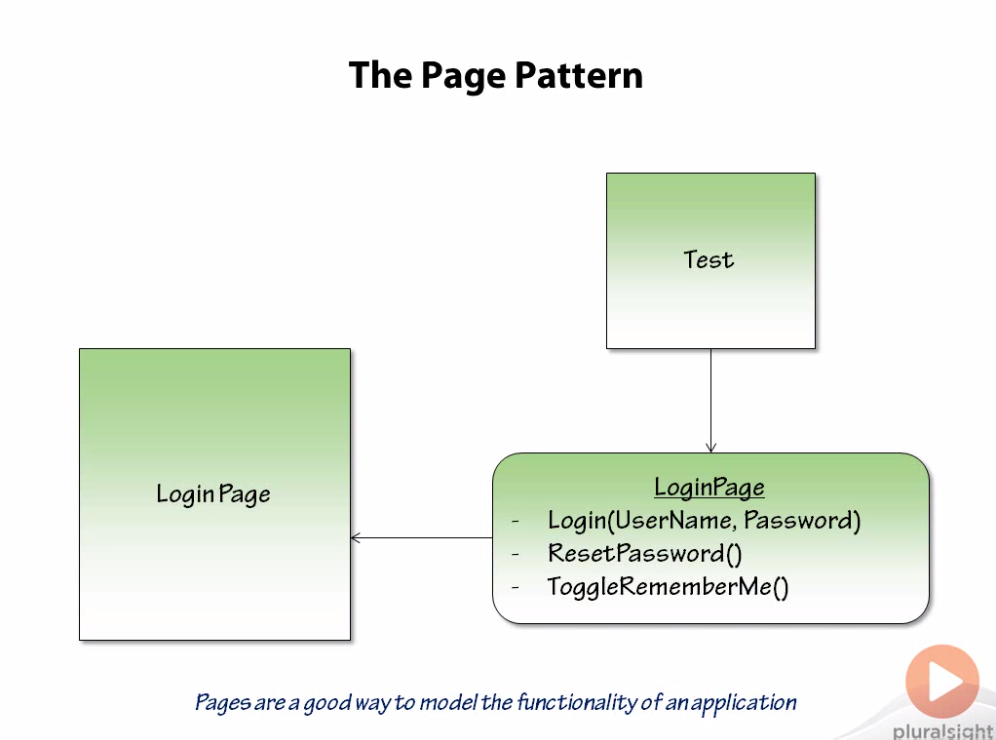 The Page Pattern
Test
Login Page
LoginPage
- Login(UserName, Password)
- ResetPassword()
- ToggleRememberMe()
Pages are a good way to model the functionality of an application
pluralsight